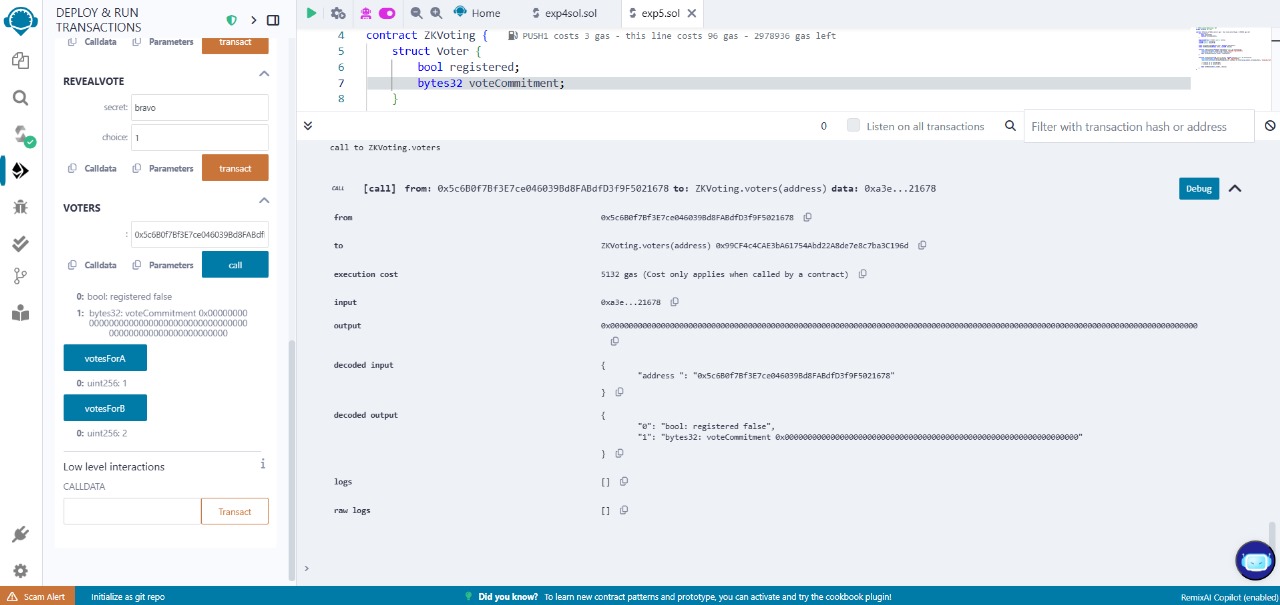 DEPLOY & RUN
TRANSACTIONS
Calldata Parameters transact
REVEALVOTE
secret: bravo
choice: 1
Calldata Parameters transact
VOTERS
: 0x5c6B0f7Bf3E7ce046039Bd8FABdf
Calldata Parameters call
0: bool: registered false
1: bytes32: voteCommitment 0x00000000
00000000000000000000000000000000
000000000000000000000000
votesForA
0: uint256: 1
votesForB
0: uint256: 2
Low level interactions i
CALLDATA
Transact
Home exp4sol.sol exp5.sol
4 contract ZKVoting { PUSH1 costs 3 gas - this line costs 96 gas - 2978936 gas left
5 struct Voter {
6 bool registered;
7 bytes32 voteCommitment;
8 }
0 Listen on all transactions Filter with transaction hash or address
call to ZKVoting.voters
CALL [call] from: 0x5c6B0f7Bf3E7ce046039Bd8FABdfD3f9F5021678 to: ZKVoting.voters(address) data: 0xa3e...21678 Debug
from 0x5c6B0f7Bf3E7ce046039Bd8FABdfD3f9F5021678
to ZKVoting.voters(address) 0x99CF4c4CAE3bA61754Abd22A8de7e8c7ba3C196d
execution cost 5132 gas (Cost only applies when called by a contract)
input 0xa3e...21678
output 0x00000000000000000000000000000000000000000000000000000000000000000000000000000000000000000000000000000000000000000000000000000000
decoded input {
"address ": "0x5c6B0f7Bf3E7ce046039Bd8FABdfD3f9F5021678"
}
decoded output {
"0": "bool: registered false",
"1": "bytes32: voteCommitment 0x0000000000000000000000000000000000000000000000000000000000000000"
}
logs []
raw logs []
>
Scam Alert Initialize as git repo Did you know? To learn new contract patterns and prototype, you can activate and try the cookbook plugin! RemixAI Copilot (enabled)